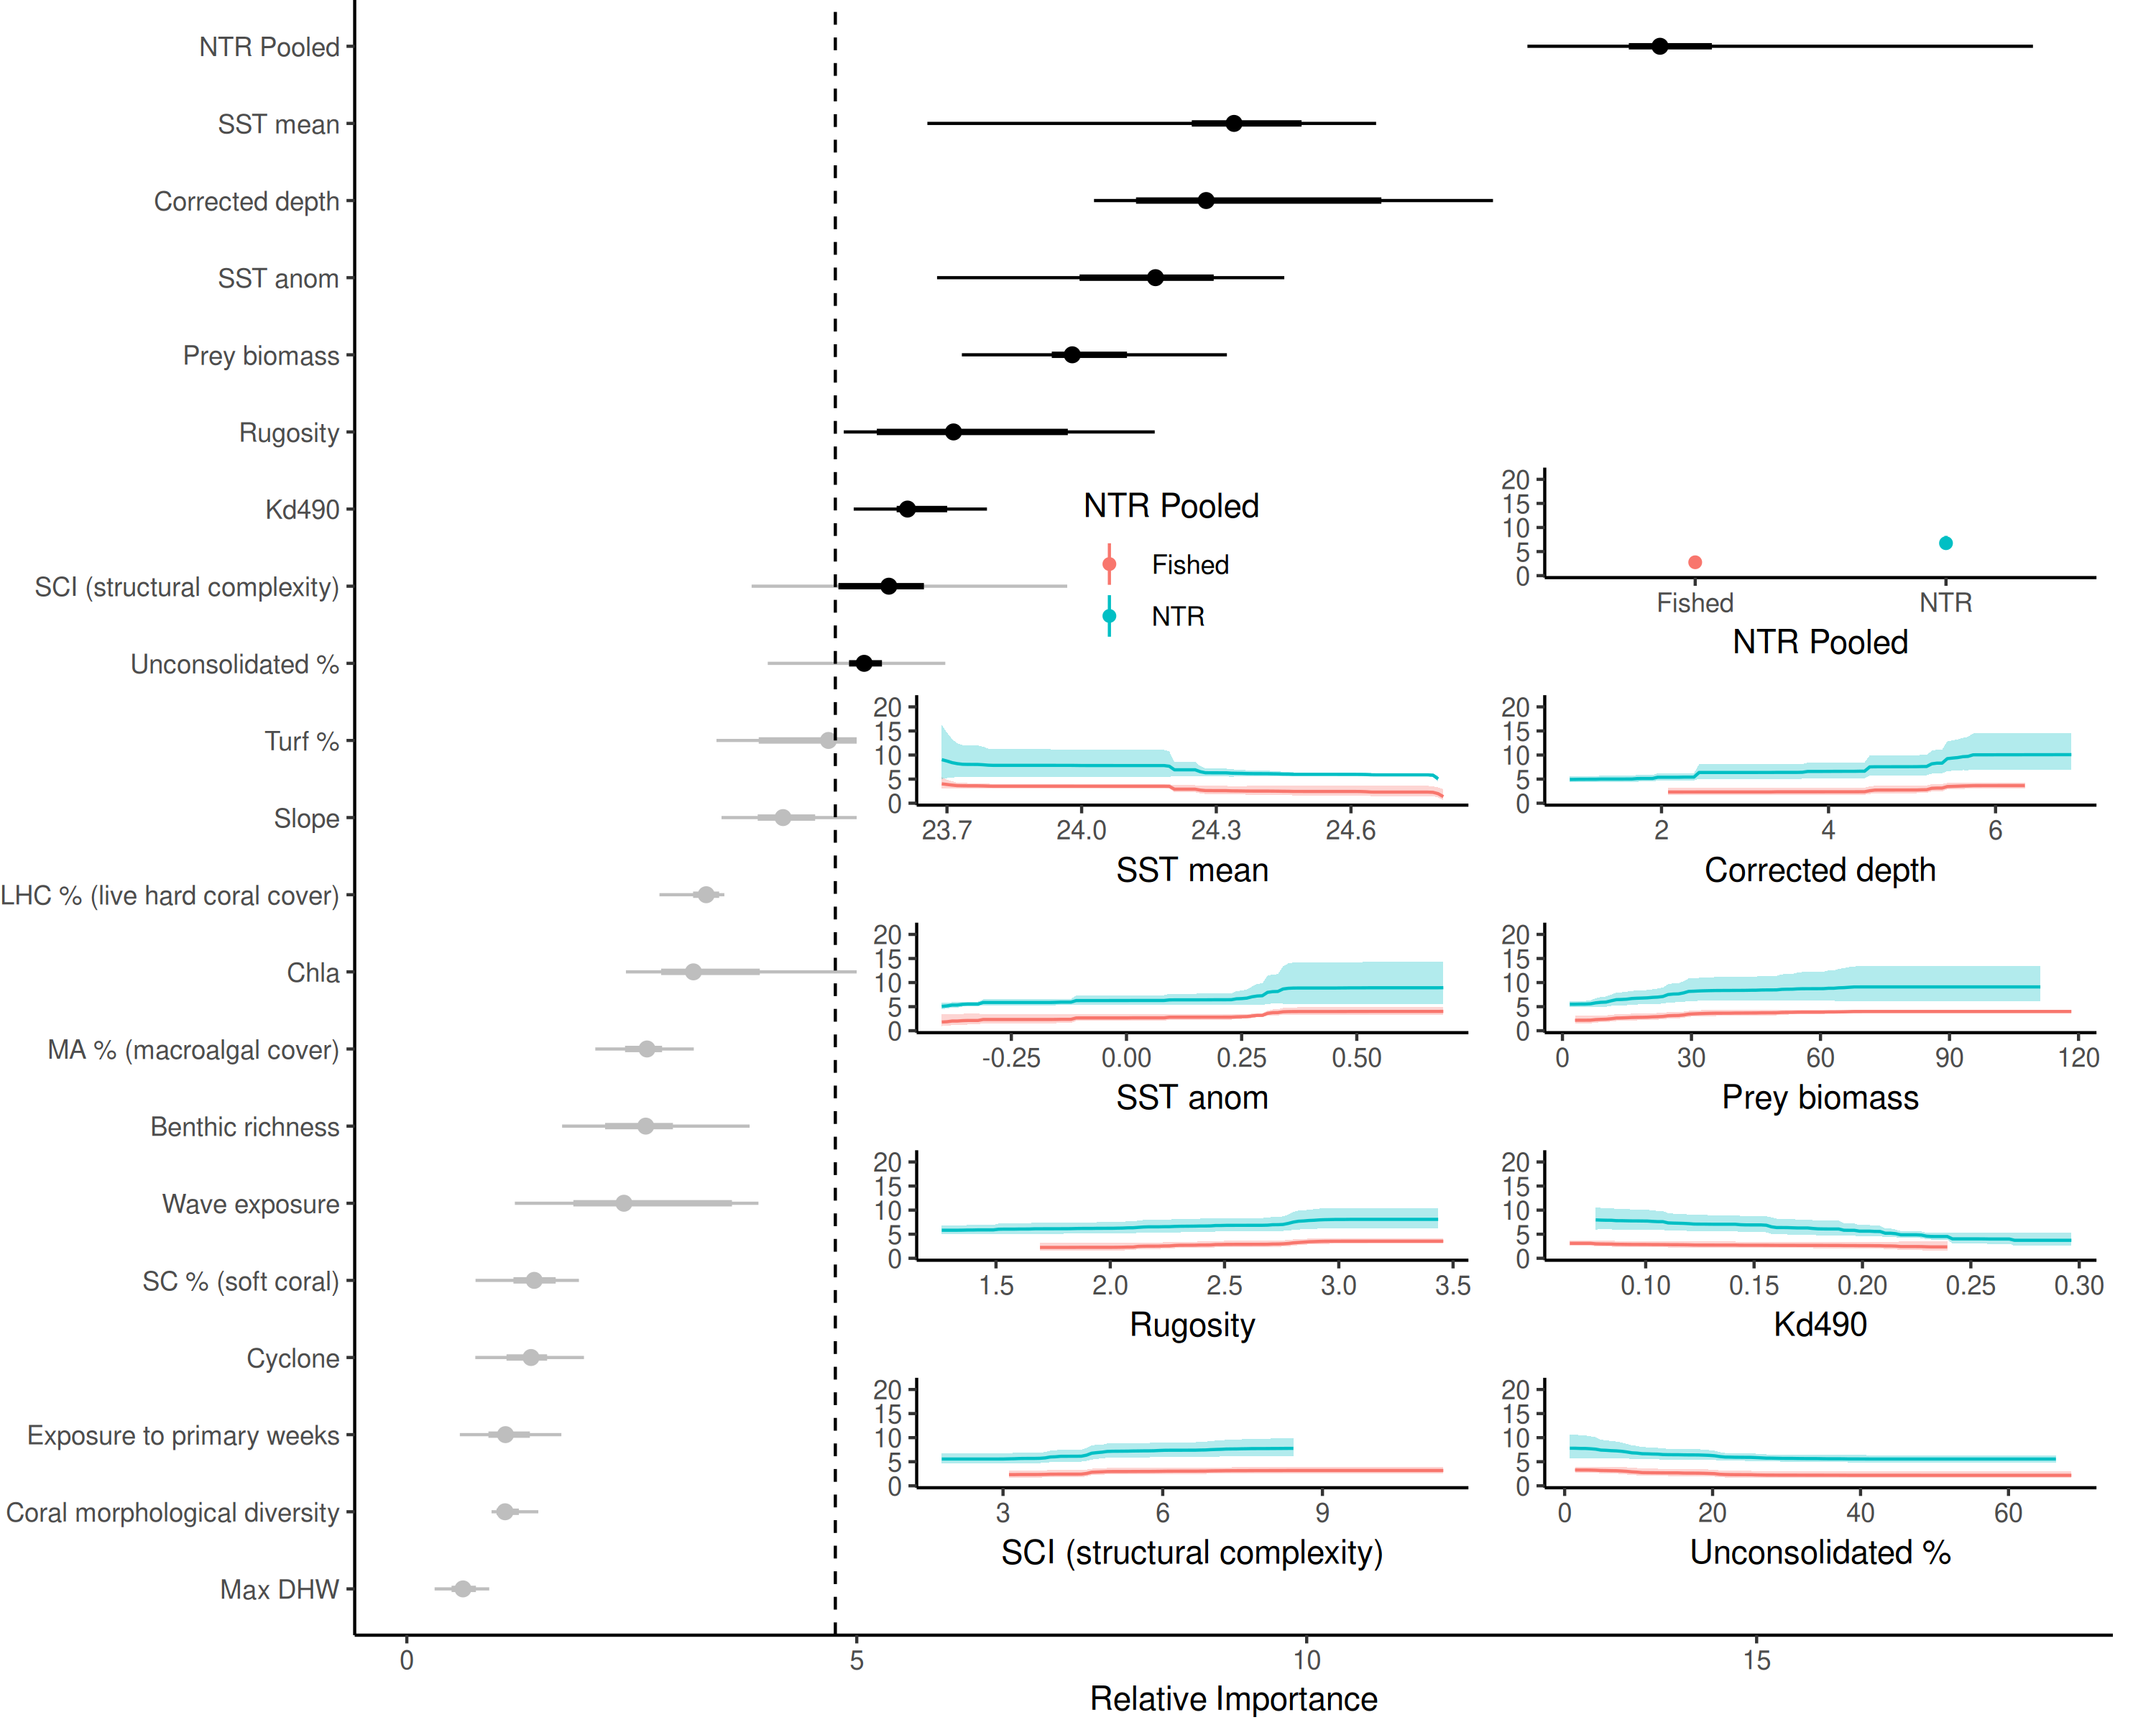 NTR Pooled
SST mean
Corrected depth
SST anom
Prey biomass
Rugosity
Kd490
SCI (structural complexity)
Unconsolidated %
Turf %
Slope
LHC % (live hard coral cover)
Chla
MA % (macroalgal cover)
Benthic richness
Wave exposure
SC % (soft coral)
Cyclone
Exposure to primary weeks
Coral morphological diversity
Max DHW
0 5 10 15
Relative Importance
NTR Pooled
Fished
NTR
20
15
10
5
0
Fished NTR
NTR Pooled
20
15
10
5
0
23.7 24.0 24.3 24.6
SST mean
20
15
10
5
0
2 4 6
Corrected depth
20
15
10
5
0
-0.25 0.00 0.25 0.50
SST anom
20
15
10
5
0
0 30 60 90 120
Prey biomass
20
15
10
5
0
1.5 2.0 2.5 3.0 3.5
Rugosity
20
15
10
5
0
0.10 0.15 0.20 0.25 0.30
Kd490
20
15
10
5
0
3 6 9
SCI (structural complexity)
20
15
10
5
0
0 20 40 60
Unconsolidated %